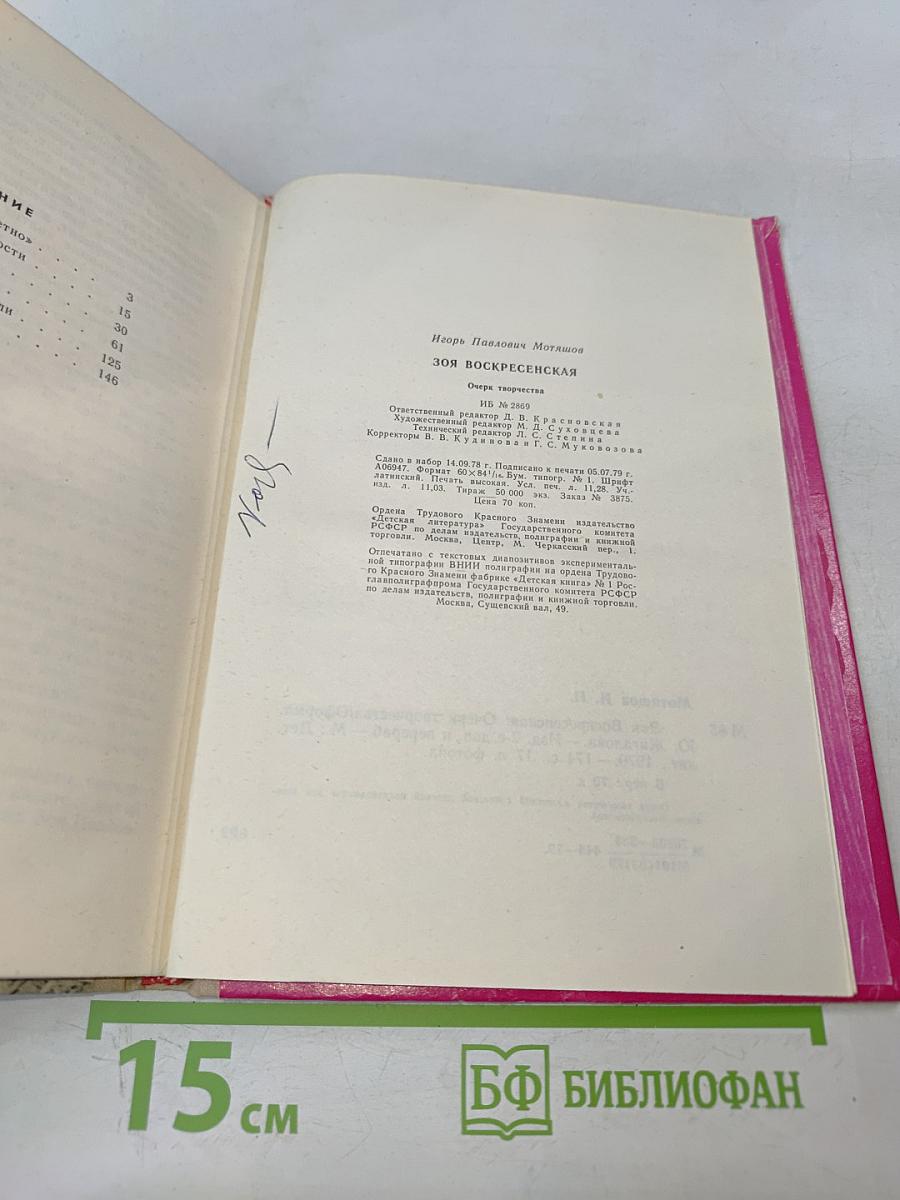 НИЕ
етно» . . . . 3
ости . . . . 15
. . . . . 30
ли . . . . 61
. . . . . 125
. . . . . 146
Игорь Павлович Мотяшов
ЗОЯ ВОСКРЕСЕНСКАЯ
Очерк творчества
ИБ № 2869
Ответственный редактор Д. В. Красновская
Художественный редактор М. Д. Суховцева
Технический редактор Л. С. Степина
Корректоры В. В. Кудинова и Г. С. Муковозова
Сдано в набор 14.09.78 г. Подписано к печати 05.07.79 г.
А06947. Формат 60×84¹/₁₆. Бум. типогр. № 1. Шрифт
латинский. Печать высокая. Усл. печ. л. 11,28. Уч.-
изд. л. 11,03. Тираж 50 000 экз. Заказ № 3875.
Цена 70 коп.
Ордена Трудового Красного Знамени издательство
«Детская литература» Государственного комитета
РСФСР по делам издательств, полиграфии и книжной
торговли. Москва, Центр, М. Черкасский пер., 1.
Отпечатано с текстовых диапозитивов эксперименталь-
ной типографии ВНИИ полиграфии на ордена Трудово-
го Красного Знамени фабрике «Детская книга» № 1 Рос-
главполиграфпрома Государственного комитета РСФСР
по делам издательств, полиграфии и книжной торговли.
Москва, Сущевский вал, 49.
15 см
БФ БИБЛИОФАН